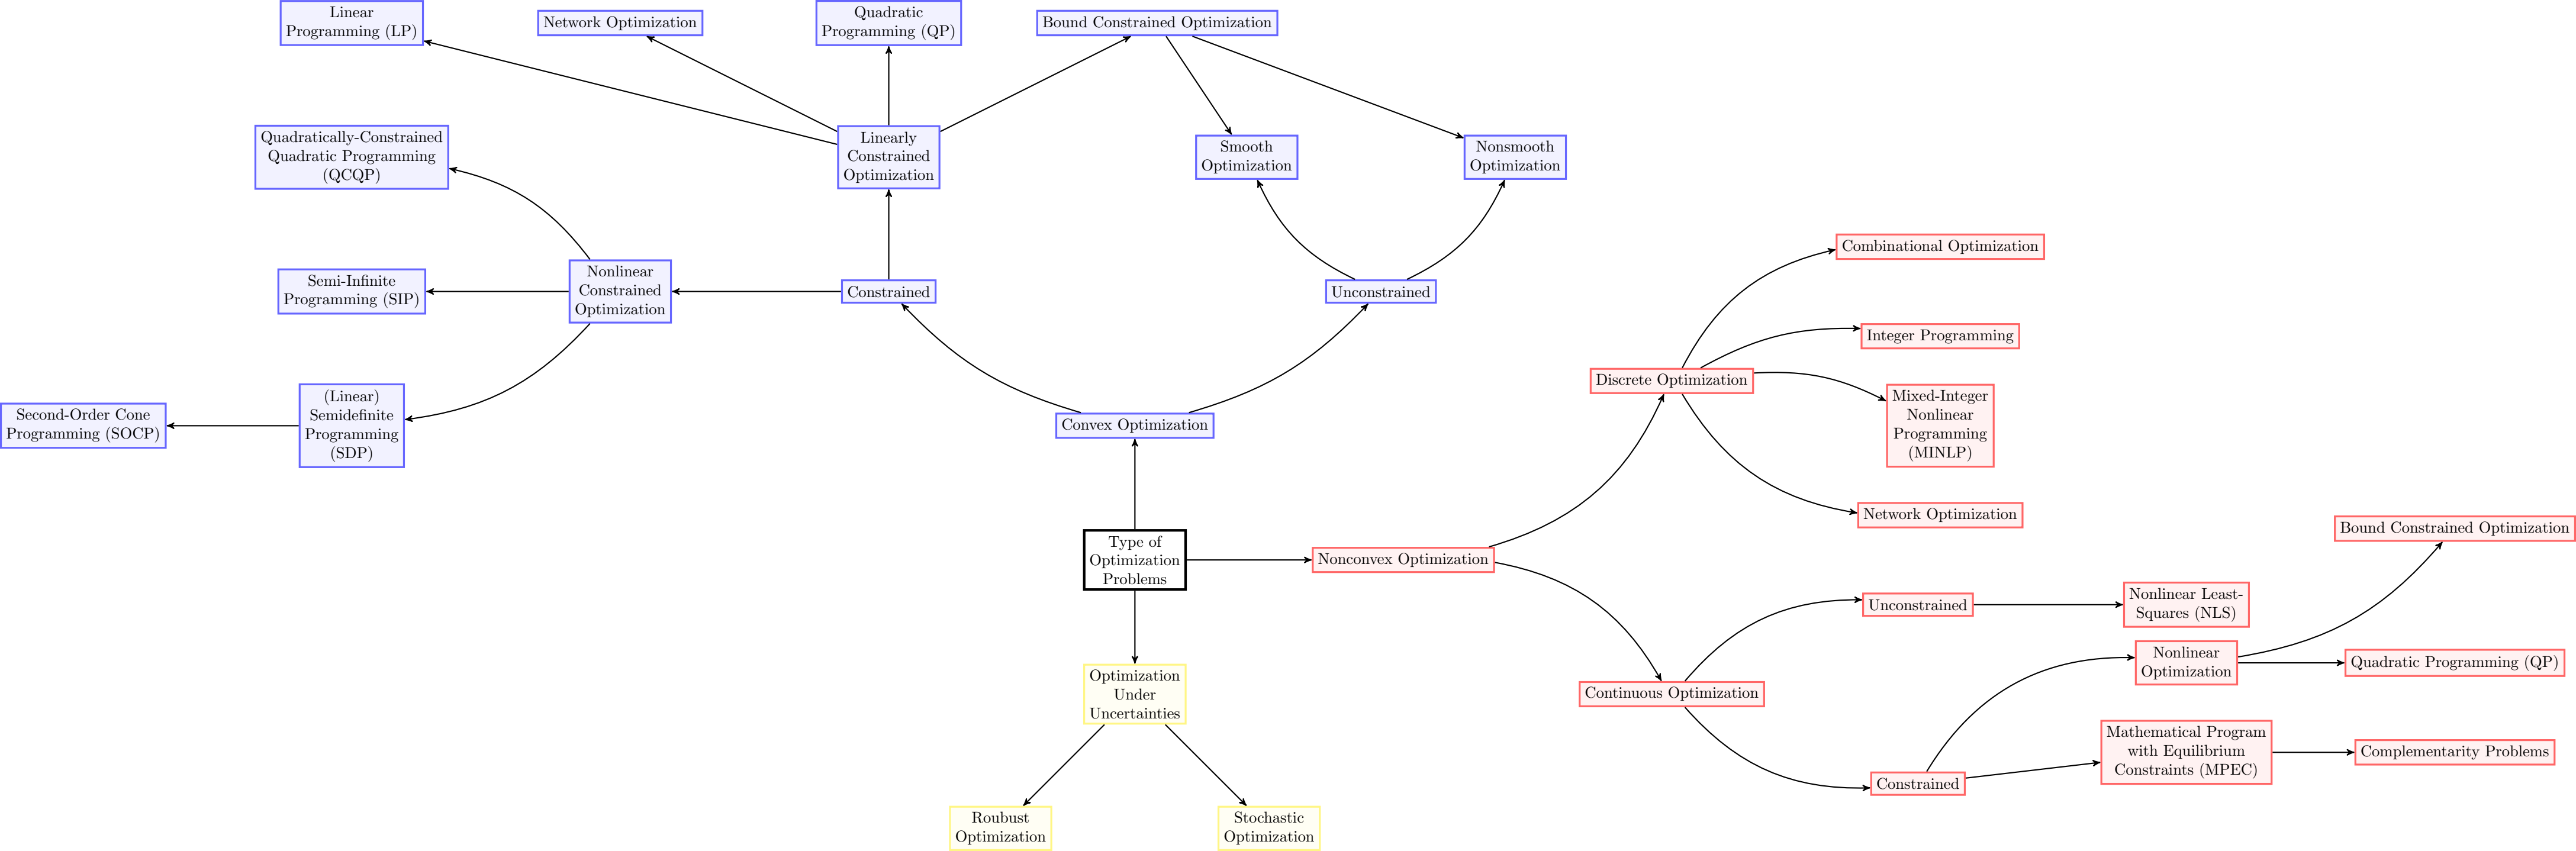 Linear
Programming (LP)
Network Optimization
Quadratic
Programming (QP)
Bound Constrained Optimization
Quadratically-Constrained
Quadratic Programming
(QCQP)
Linearly
Constrained
Optimization
Smooth
Optimization
Nonsmooth
Optimization
Combinational Optimization
Semi-Infinite
Programming (SIP)
Nonlinear
Constrained
Optimization
Constrained
Unconstrained
Integer Programming
Discrete Optimization
Second-Order Cone
Programming (SOCP)
(Linear)
Semidefinite
Programming
(SDP)
Convex Optimization
Mixed-Integer
Nonlinear
Programming
(MINLP)
Network Optimization
Bound Constrained Optimization
Type of
Optimization
Problems
Nonconvex Optimization
Unconstrained
Nonlinear Least-
Squares (NLS)
Nonlinear
Optimization
Quadratic Programming (QP)
Optimization
Under
Uncertainties
Continuous Optimization
Mathematical Program
with Equilibrium
Constraints (MPEC)
Complementarity Problems
Constrained
Roubust
Optimization
Stochastic
Optimization